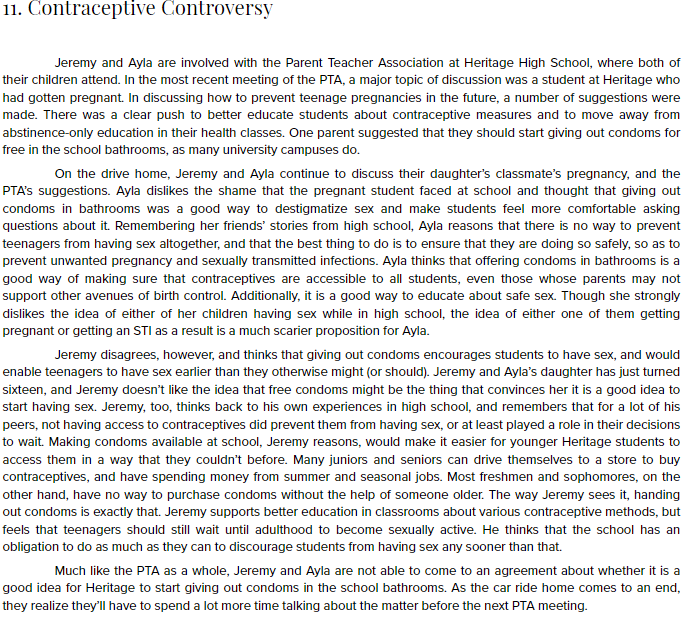 11. Contraceptive Controversy
Jeremy and Ayla are involved with the Parent Teacher Association at Heritage High School, where both of
their children attend. In the most recent meeting of the PTA, a major topic of discussion was a student at Heritage who
had gotten pregnant. In discussing how to prevent teenage pregnancies in the future, a number of suggestions were
made. There was a clear push to better educate students about contraceptive measures and to move away from
abstinence-only education in their health classes. One parent suggested that they should start giving out condoms for
free in the school bathrooms, as many university campuses do.
On the drive home, Jeremy and Ayla continue to discuss their daughter's classmate's pregnancy, and the
PTA's suggestions. Ayla dislikes the shame that the pregnant student faced at school and thought that giving out
condoms in bathrooms was a good way to destigmatize sex and make students feel more comfortable asking
questions about it. Remembering her friends' stories from high school, Ayla reasons that there is no way to prevent
teenagers from having sex altogether, and that the best thing to do is to ensure that they are doing so safely, so as to
prevent unwanted pregnancy and sexually transmitted infections. Ayla thinks that offering condoms in bathrooms is a
good way of making sure that contraceptives are accessible to all students, even those whose parents may not
support other avenues of birth control. Additionally, it is a good way to educate about safe sex. Though she strongly
dislikes the idea of either of her children having sex while in high school, the idea of either one of them getting
pregnant or getting an STI as a result is a much scarier proposition for Ayla.
Jeremy disagrees, however, and thinks that giving out condoms encourages students to have sex, and would
enable teenagers to have sex earlier than they otherwise might (or should). Jeremy and Ayla's daughter has just turned
sixteen, and Jeremy doesn't like the idea that free condoms might be the thing that convinces her it is a good idea to
start having sex. Jeremy, too, thinks back to his own experiences in high school, and remembers that for a lot of his
peers, not having access to contraceptives did prevent them from having sex, or at least played a role in their decisions
to wait. Making condoms available at school, Jeremy reasons, would make it easier for younger Heritage students to
access them in a way that they couldn't before. Many juniors and seniors can drive themselves to a store to buy
contraceptives, and have spending money from summer and seasonal jobs. Most freshmen and sophomores, on the
other hand, have no way to purchase condoms without the help of someone older. The way Jeremy sees it, handing
out condoms is exactly that. Jeremy supports better education in classrooms about various contraceptive methods, but
feels that teenagers should still wait until adulthood to become sexually active. He thinks that the school has an
obligation to do as much as they can to discourage students from having sex any sooner than that.
Much like the PTA as a whole, Jeremy and Ayla are not able to come to an agreement about whether it is a
good idea for Heritage to start giving out condoms in the school bathrooms. As the car ride home comes to an end,
they realize they'll have to spend a lot more time talking about the matter before the next PTA meeting.